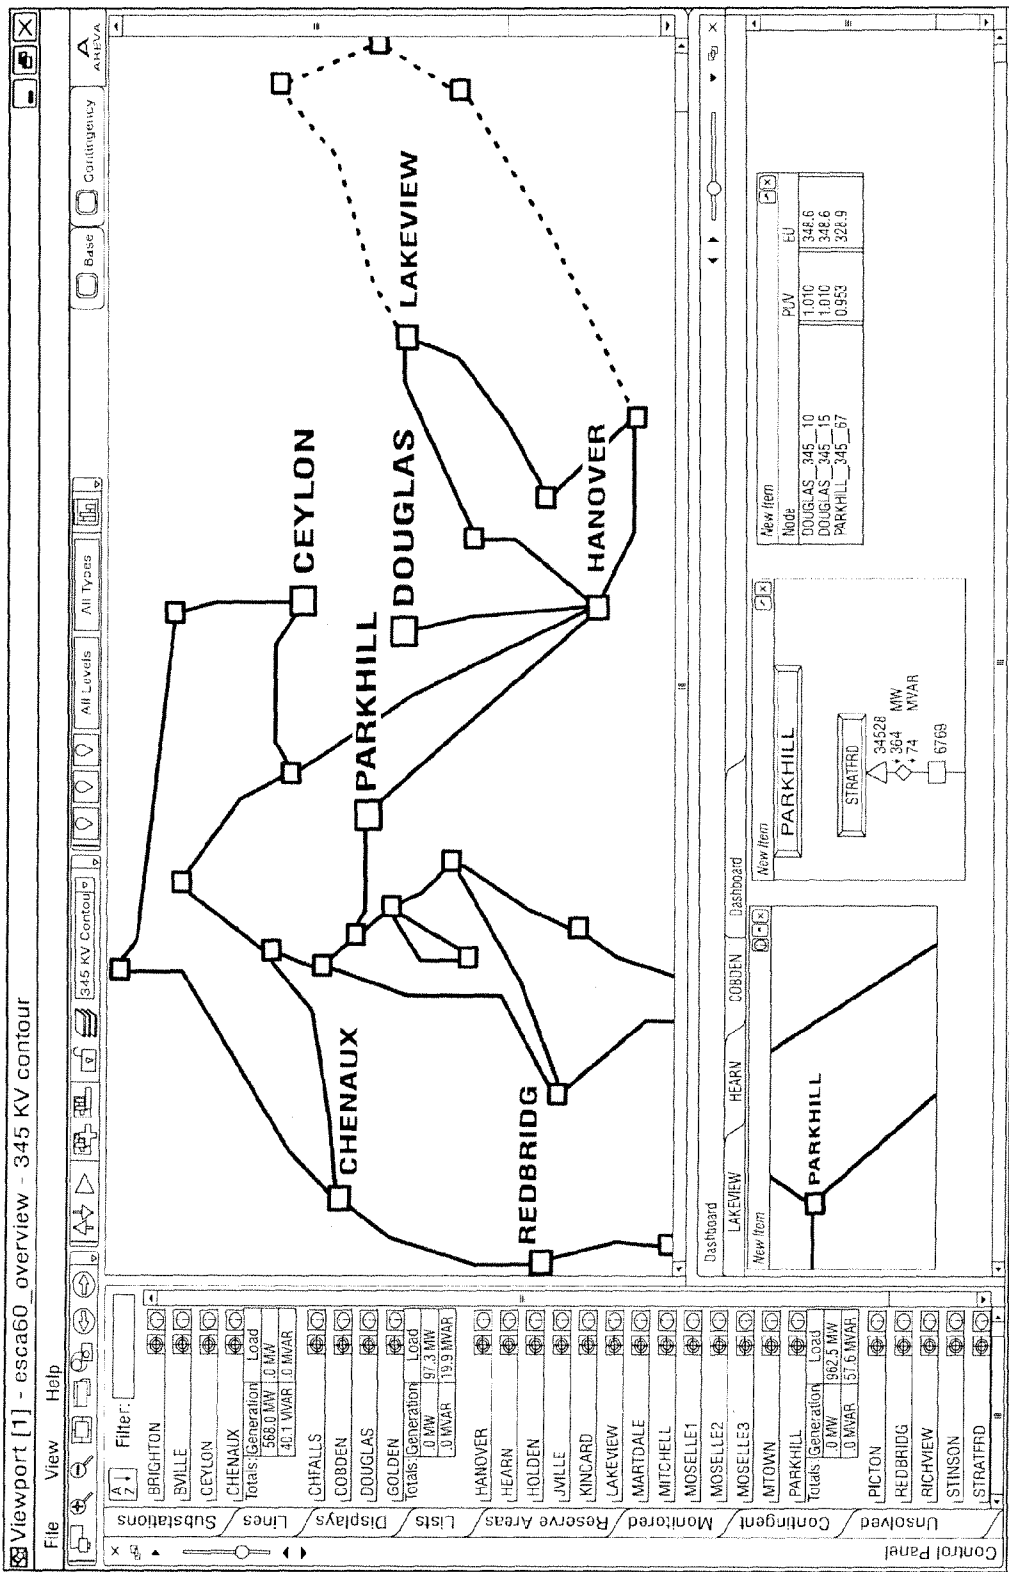 Viewport [1] - esca60_overview - 345 KV contour
File View Help
345 KV Contour
All Levels
All Types
Base
Contingency
A
AREVA
Control Panel
Substations
Lines
Displays
Lists
Reserve Areas
Monitored
Contingent
Unsolved
A
Z
Filter:
BRIGHTON
BVILLE
CEYLON
CHENAUX
Totals: Generation Load
568.0 MW .0 MW
40.1 MVAR .0 MVAR
CHFALLS
COBDEN
DOUGLAS
GOLDEN
Totals: Generation Load
.0 MW 97.3 MW
.0 MVAR 19.9 MVAR
HANOVER
HEARN
HOLDEN
JVILLE
KINCARD
LAKEVIEW
MARTDALE
MITCHELL
MOSELLE1
MOSELLE2
MOSELLE3
MTOWN
PARKHILL
Totals: Generation Load
.0 MW 962.5 MW
.0 MVAR 57.6 MVAR
PICTON
REDBRIDG
RICHVIEW
STINSON
STRATFRD
CEYLON
LAKEVIEW
PARKHILL
DOUGLAS
CHENAUX
HANOVER
REDBRIDG
Dashboard
LAKEVIEW
HEARN
COBDEN
Dashboard
New Item
PARKHILL
New Item
PARKHILL
STRATFRD
34528
364 MW
74 MVAR
6769
New Item
Node PUV EU
DOUGLAS_345_10 1.010 348.6
DOUGLAS_345_15 1.010 348.6
PARKHILL_345_67 0.953 328.9